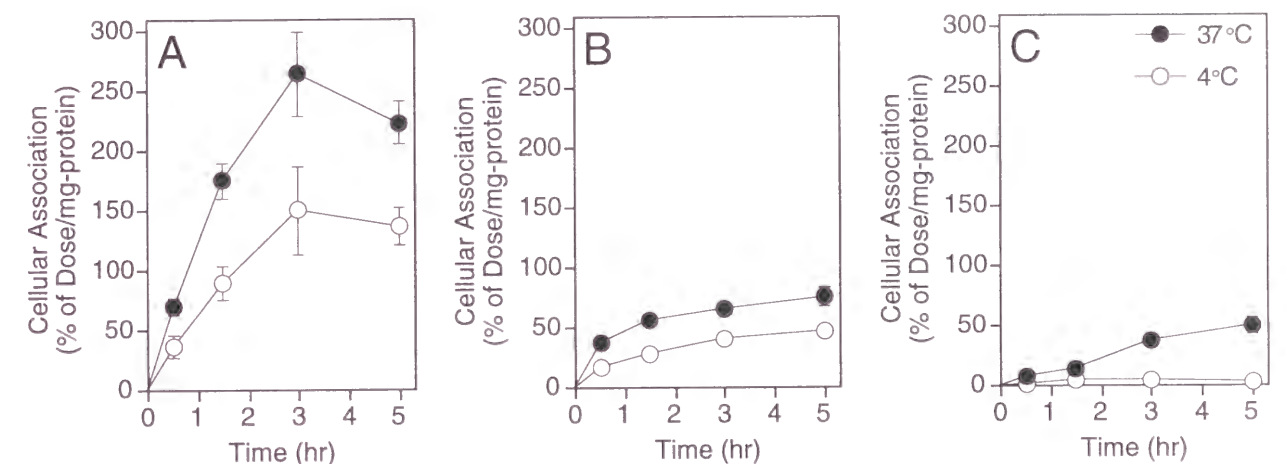 A
300
250
200
150
100
50
0
0 1 2 3 4 5
Time (hr)
Cellular Association
(% of Dose/mg-protein)
B
300
250
200
150
100
50
0
0 1 2 3 4 5
Time (hr)
Cellular Association
(% of Dose/mg-protein)
C
37°C
4°C
300
250
200
150
100
50
0
0 1 2 3 4 5
Time (hr)
Cellular Association
(% of Dose/mg-protein)